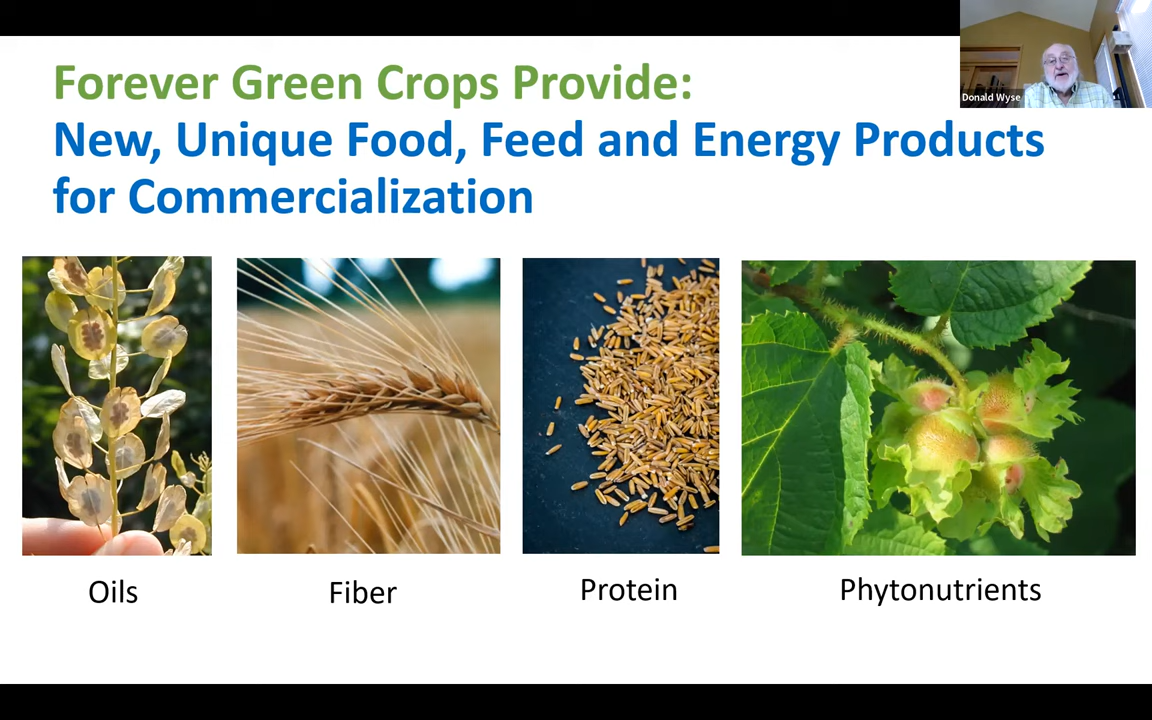 Forever Green Crops Provide:
New, Unique Food, Feed and Energy Products
for Commercialization
Donald Wyse
Oils
Fiber
Protein
Phytonutrients